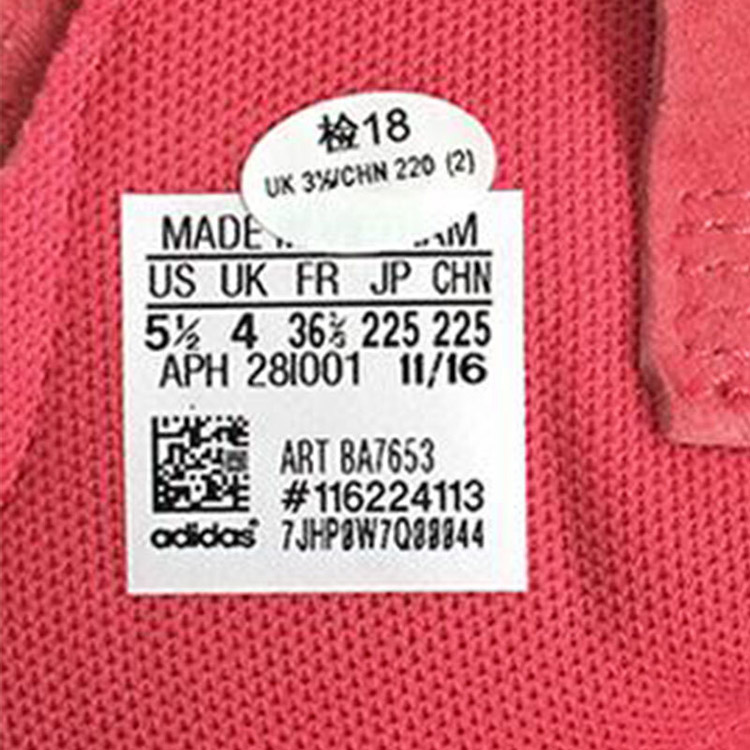 检18
UK 3½/CHN 220 (2)
MADE
US UK FR JP CHN
5½ 4 36⅔ 225 225
APH 28I001 11/16
ART BA7653
#116224113
adidas® 7JHP0W7Q00044